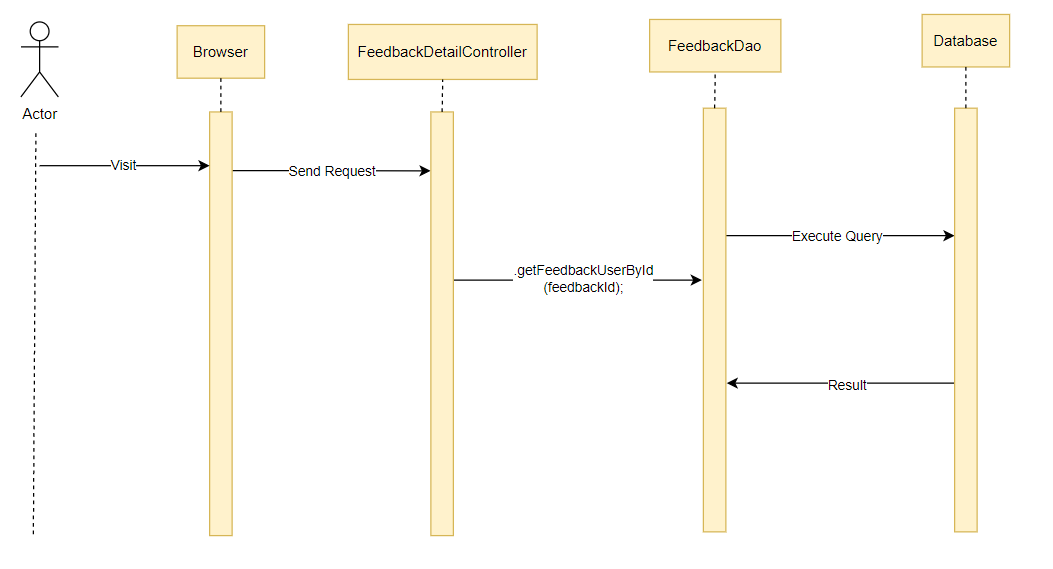 Actor
Browser
FeedbackDetailController
FeedbackDao
Database
Visit
Send Request
Execute Query
.getFeedbackUserById
(feedbackId);
Result